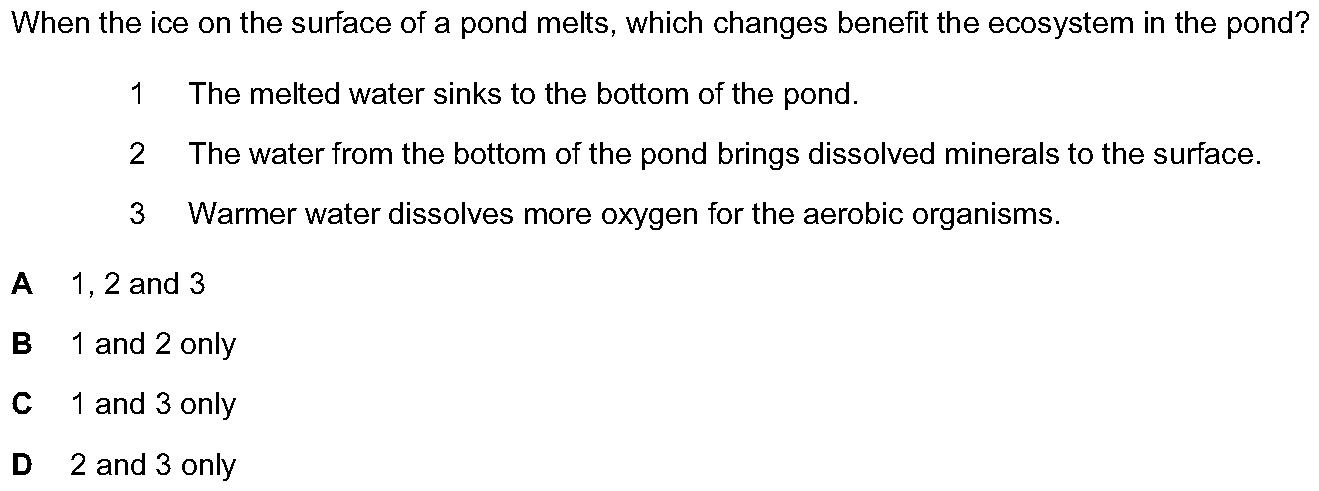 When the ice on the surface of a pond melts, which changes benefit the ecosystem in the pond?
1 The melted water sinks to the bottom of the pond.
2 The water from the bottom of the pond brings dissolved minerals to the surface.
3 Warmer water dissolves more oxygen for the aerobic organisms.
A 1, 2 and 3
B 1 and 2 only
C 1 and 3 only
D 2 and 3 only